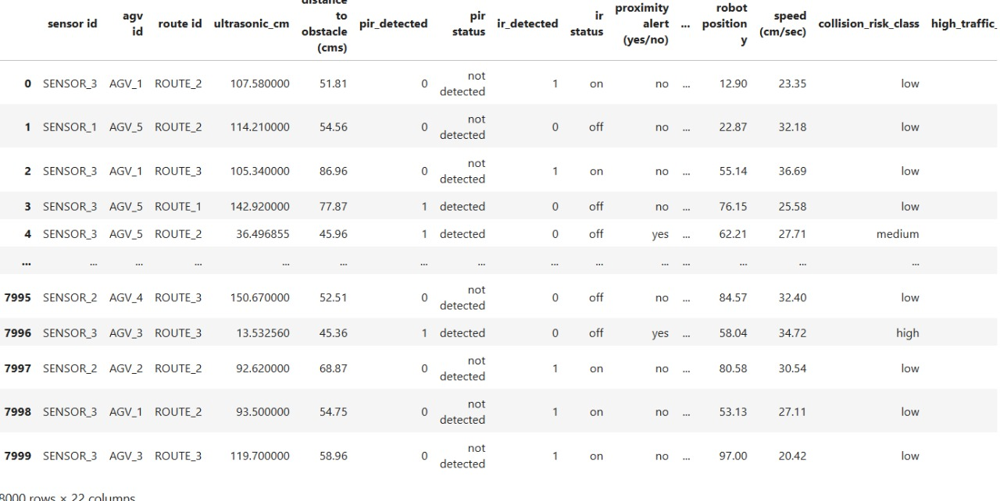 distance
to
obstacle
(cms)
sensor id
agv
id
route id
ultrasonic_cm
pir_detected
pir
status
ir_detected
ir
status
proximity
alert
(yes/no)
...
robot
position
y
speed
(cm/sec)
collision_risk_class
high_traffic_
0 SENSOR_3 AGV_1 ROUTE_2 107.580000 51.81 0 not detected 1 on no ... 12.90 23.35 low
1 SENSOR_1 AGV_5 ROUTE_2 114.210000 54.56 0 not detected 0 off no ... 22.87 32.18 low
2 SENSOR_3 AGV_1 ROUTE_3 105.340000 86.96 0 not detected 1 on no ... 55.14 36.69 low
3 SENSOR_3 AGV_5 ROUTE_1 142.920000 77.87 1 detected 0 off no ... 76.15 25.58 low
4 SENSOR_3 AGV_5 ROUTE_2 36.496855 45.96 1 detected 0 off yes ... 62.21 27.71 medium
... ... ... ... ... ... ... ... ... ... ... ... ... ... ...
7995 SENSOR_2 AGV_4 ROUTE_3 150.670000 52.51 0 not detected 0 off no ... 84.57 32.40 low
7996 SENSOR_3 AGV_3 ROUTE_3 13.532560 45.36 1 detected 0 off yes ... 58.04 34.72 high
7997 SENSOR_2 AGV_2 ROUTE_3 92.620000 68.87 0 not detected 1 on no ... 80.58 30.54 low
7998 SENSOR_3 AGV_1 ROUTE_2 93.500000 54.75 0 not detected 1 on no ... 53.13 27.11 low
7999 SENSOR_3 AGV_3 ROUTE_3 119.700000 58.96 0 not detected 1 on no ... 97.00 20.42 low
8000 rows × 22 columns